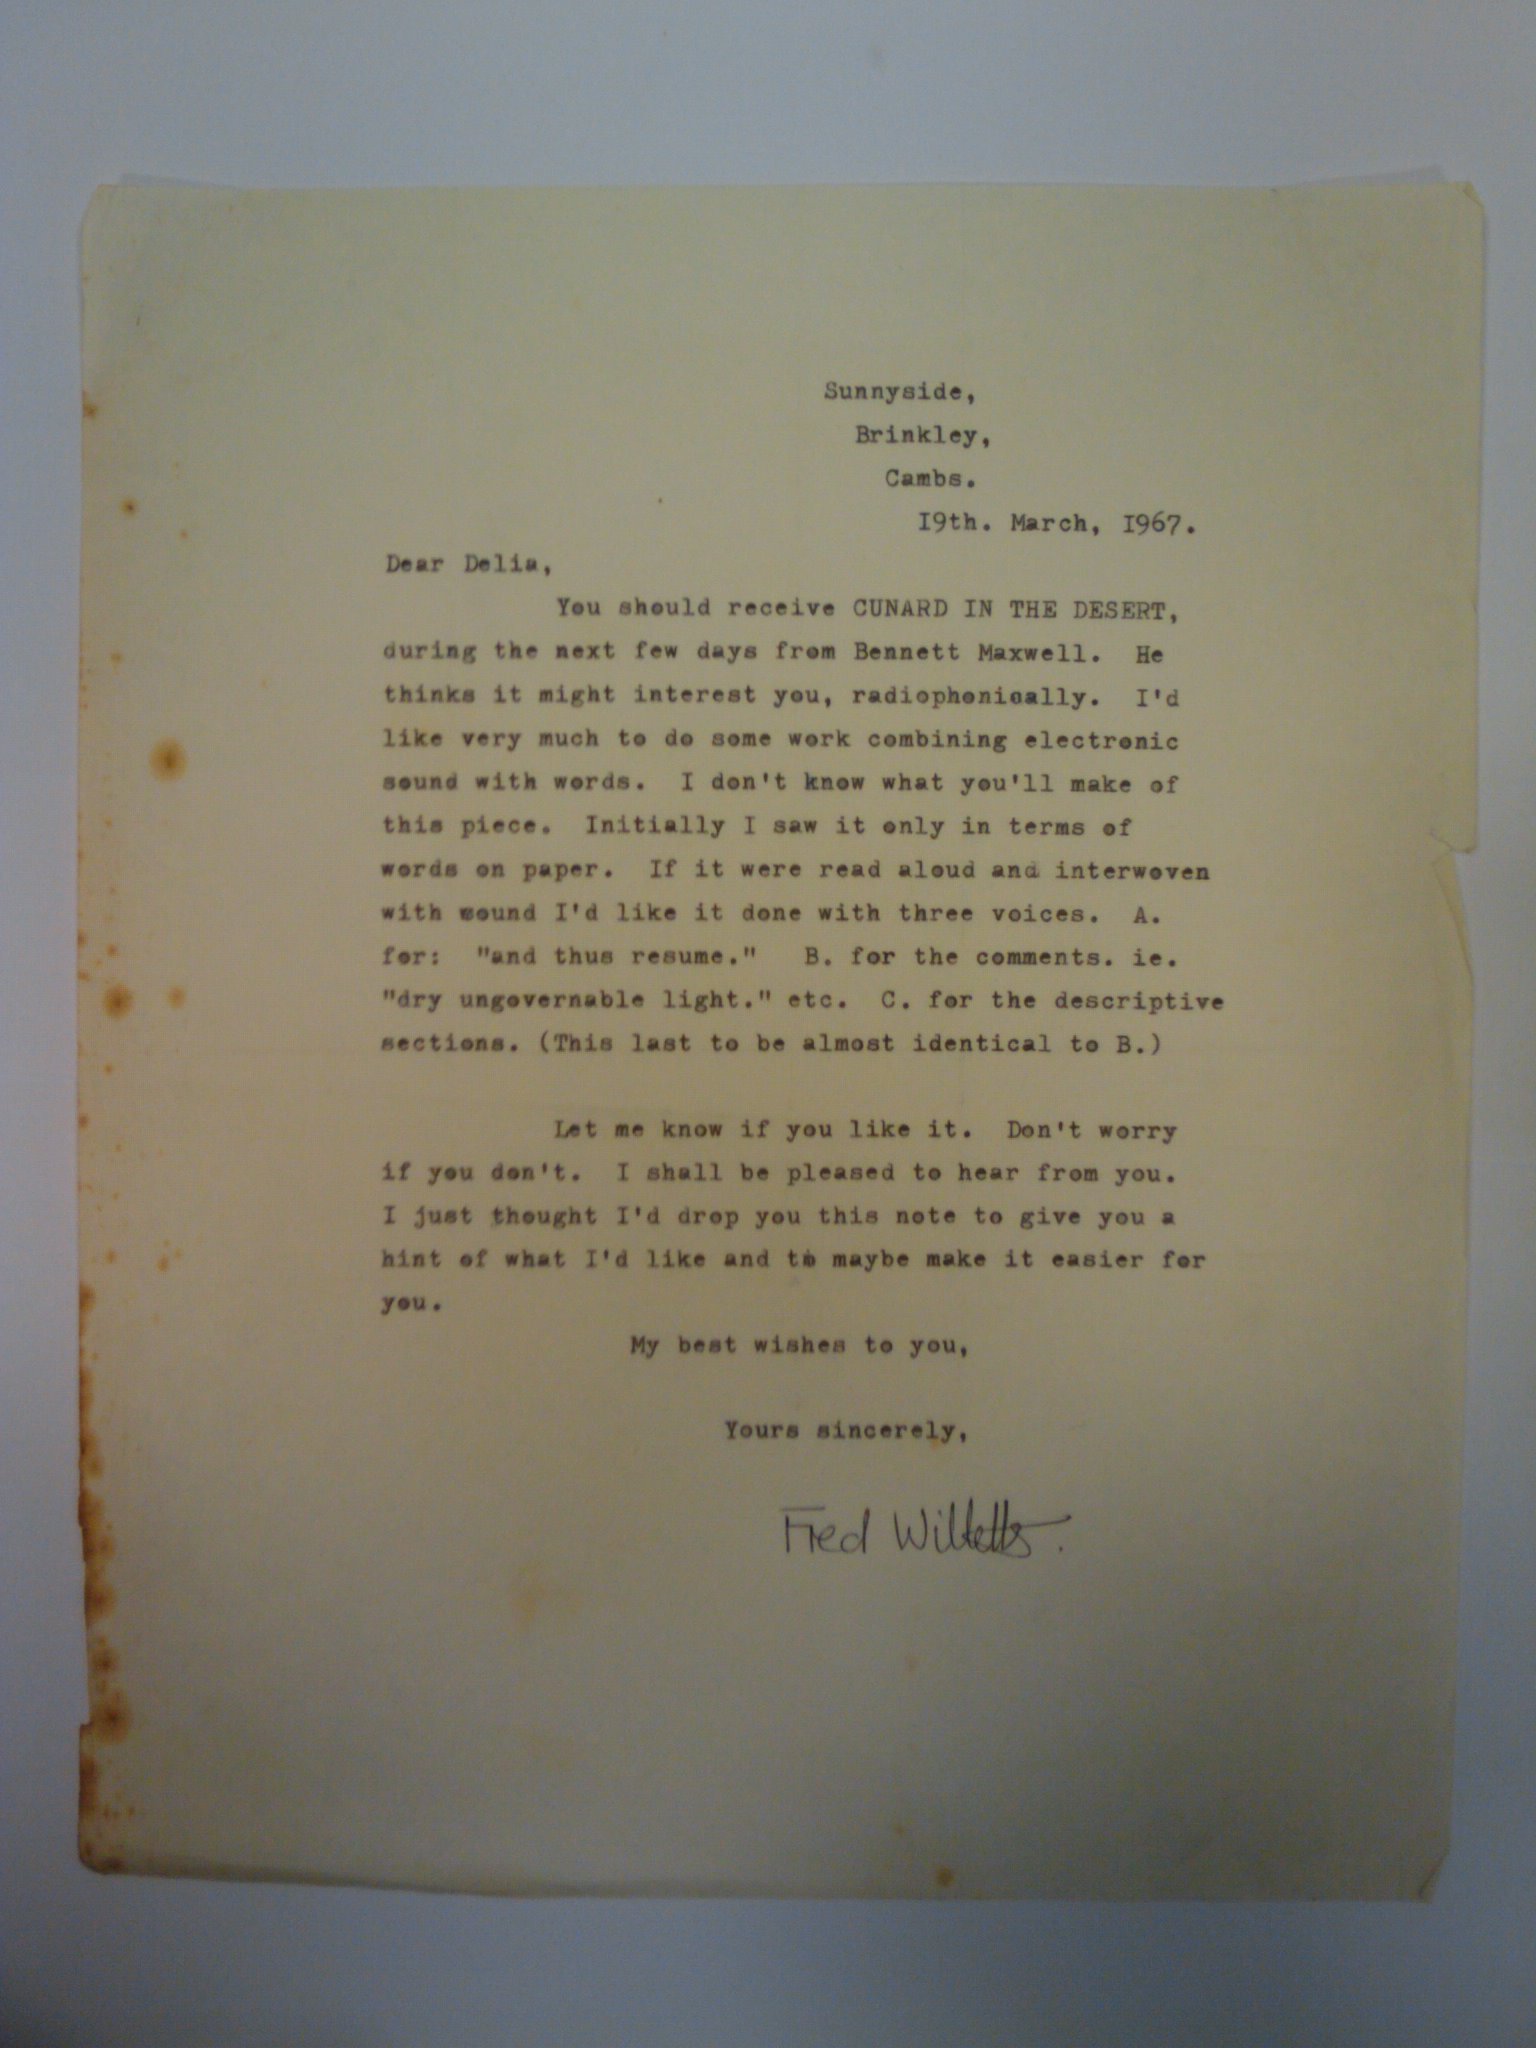 Sunnyside,
Brinkley,
Cambs.
I9th. March, I967.
Dear Delia,
You should receive CUNARD IN THE DESERT,
during the next few days from Bennett Maxwell. He
thinks it might interest you, radiophonically. I'd
like very much to do some work combining electronic
sound with words. I don't know what you'll make of
this piece. Initially I saw it only in terms of
words on paper. If it were read aloud and interwoven
with sound I'd like it done with three voices. A.
for: "and thus resume." B. for the comments. ie.
"dry ungovernable light." etc. C. for the descriptive
sections. (This last to be almost identical to B.)
Let me know if you like it. Don't worry
if you don't. I shall be pleased to hear from you.
I just thought I'd drop you this note to give you a
hint of what I'd like and to maybe make it easier for
you.
My best wishes to you,
Yours sincerely,
Fred Willetts.